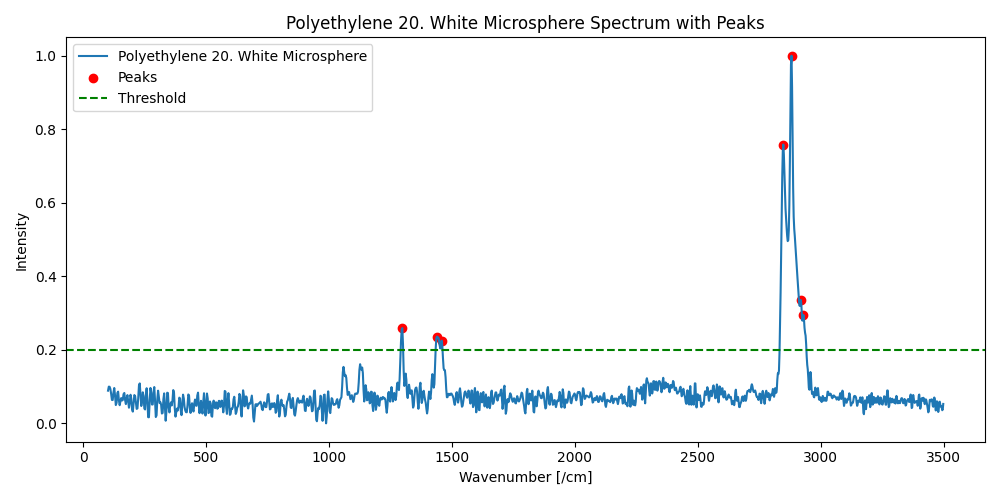 Polyethylene 20. White Microsphere Spectrum with Peaks
Polyethylene 20. White Microsphere
Peaks
Threshold
Intensity
1.0
0.8
0.6
0.4
0.2
0.0
0 500 1000 1500 2000 2500 3000 3500
Wavenumber [/cm]